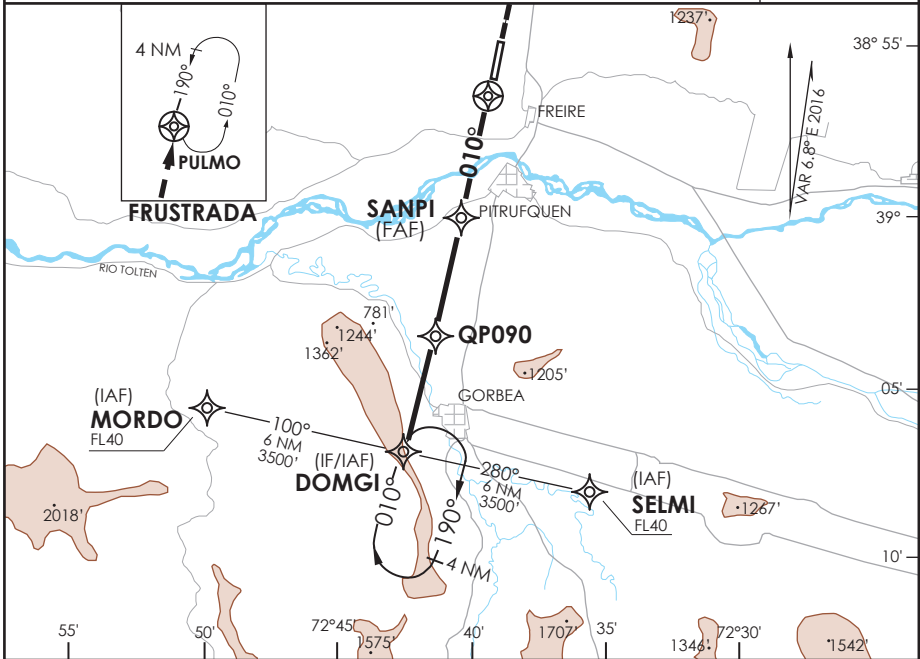 1237'
38° 55'
4 NM
190°
010°
PULMO
FRUSTRADA
FREIRE
010°
VAR 6.8° E 2016
SANPI
(FAF)
PITRUFQUEN
39°
RIO TOLTEN
781'
1244'
1362'
QP090
1205'
05'
(IAF)
MORDO
FL40
GORBEA
100°
6 NM
3500'
(IF/IAF)
DOMGI
280°
6 NM
3500'
(IAF)
SELMI
FL40
2018'
010°
190°
1267'
4 NM
10'
55'
50'
72°45'
1575'
40'
1707'
35'
1346'
72°30'
1542'